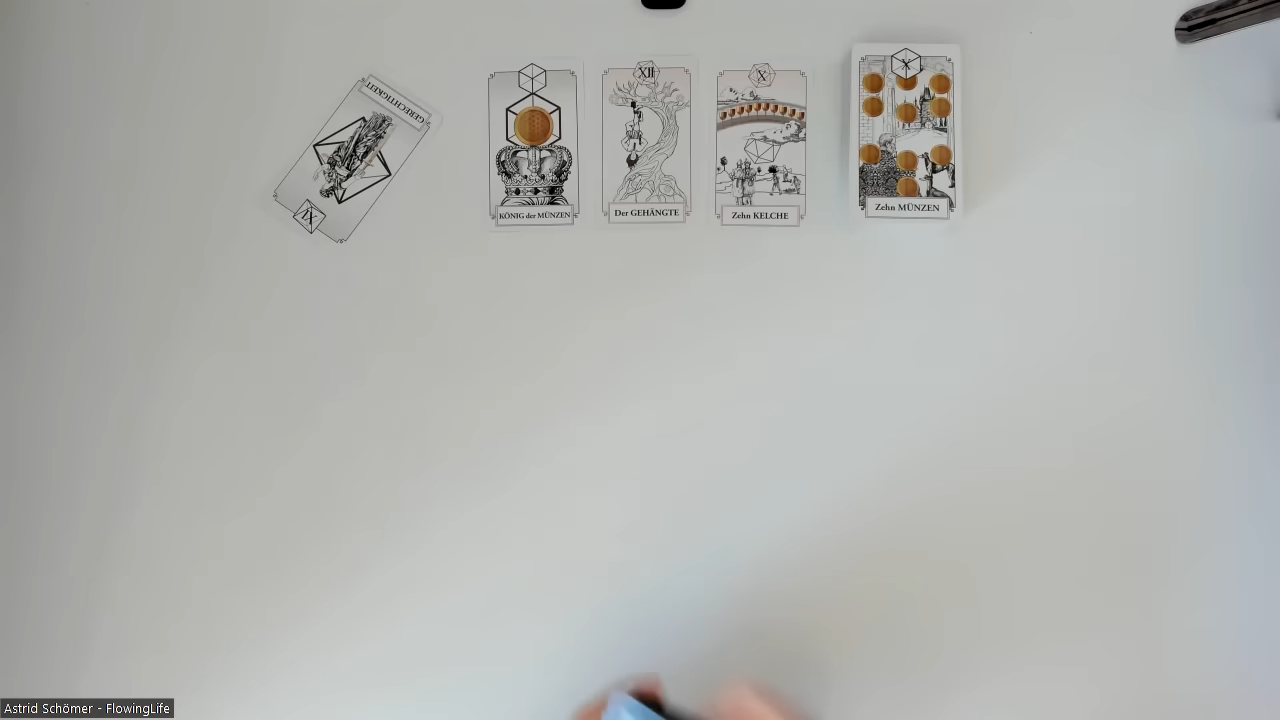 GERECHTIGKEIT
XI
KÖNIG der MÜNZEN
XII
Der GEHÄNGTE
X
Zehn KELCHE
X
Zehn MÜNZEN
Astrid Schömer - FlowingLife